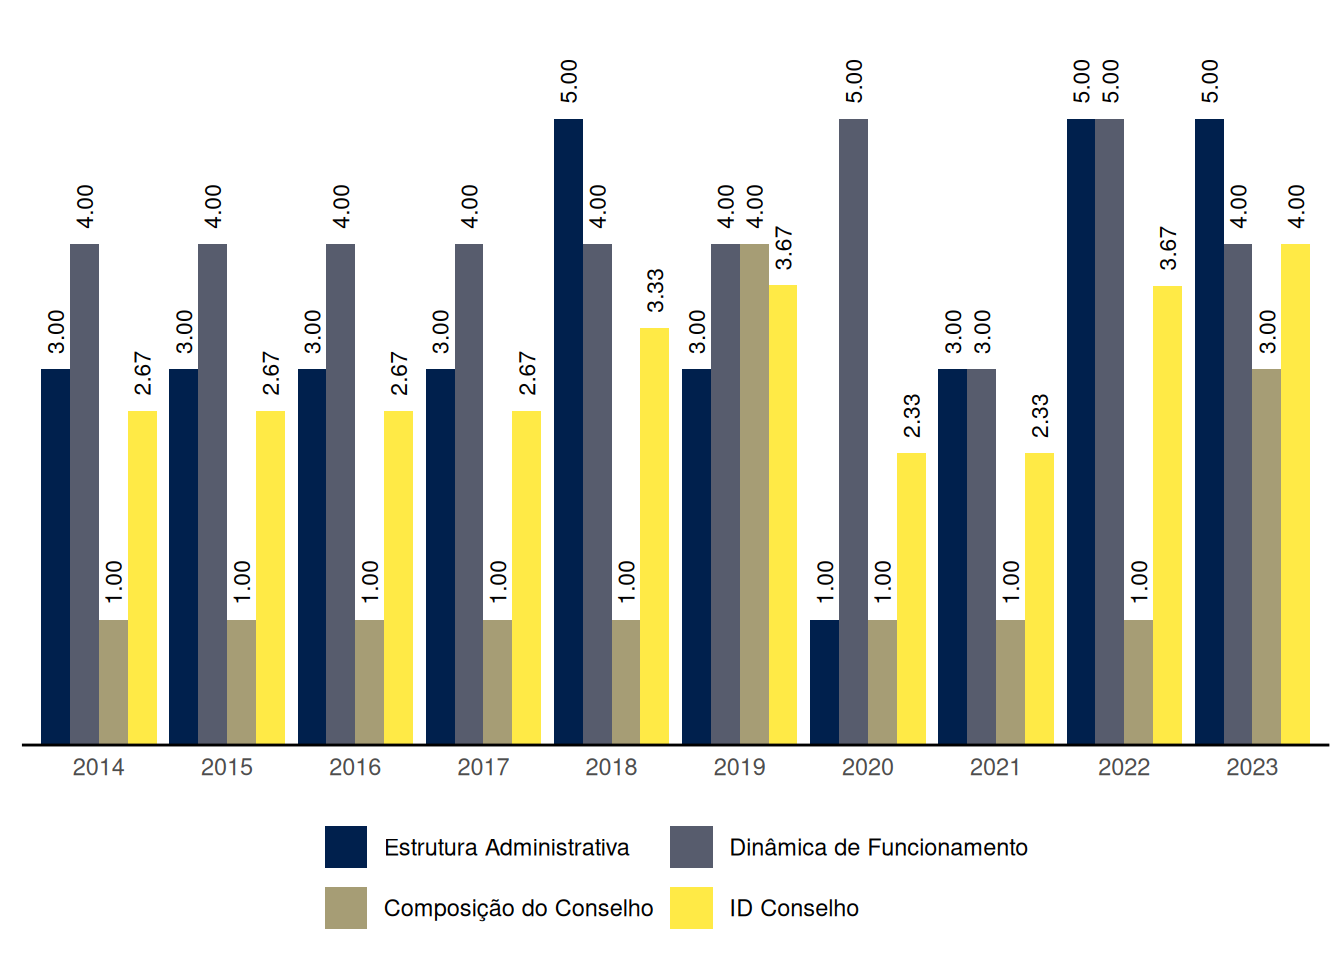 5.00 5.00 5.00 5.00 5.00
4.00 4.00 4.00 4.00 4.00 4.00 4.00 4.00 4.00
3.67 3.67
3.33
3.00 3.00 3.00 3.00 3.00 3.00 3.00 3.00
2.67 2.67 2.67 2.67
2.33 2.33
1.00 1.00 1.00 1.00 1.00 1.00 1.00 1.00 1.00
2014 2015 2016 2017 2018 2019 2020 2021 2022 2023
Estrutura Administrativa Dinâmica de Funcionamento
Composição do Conselho ID Conselho